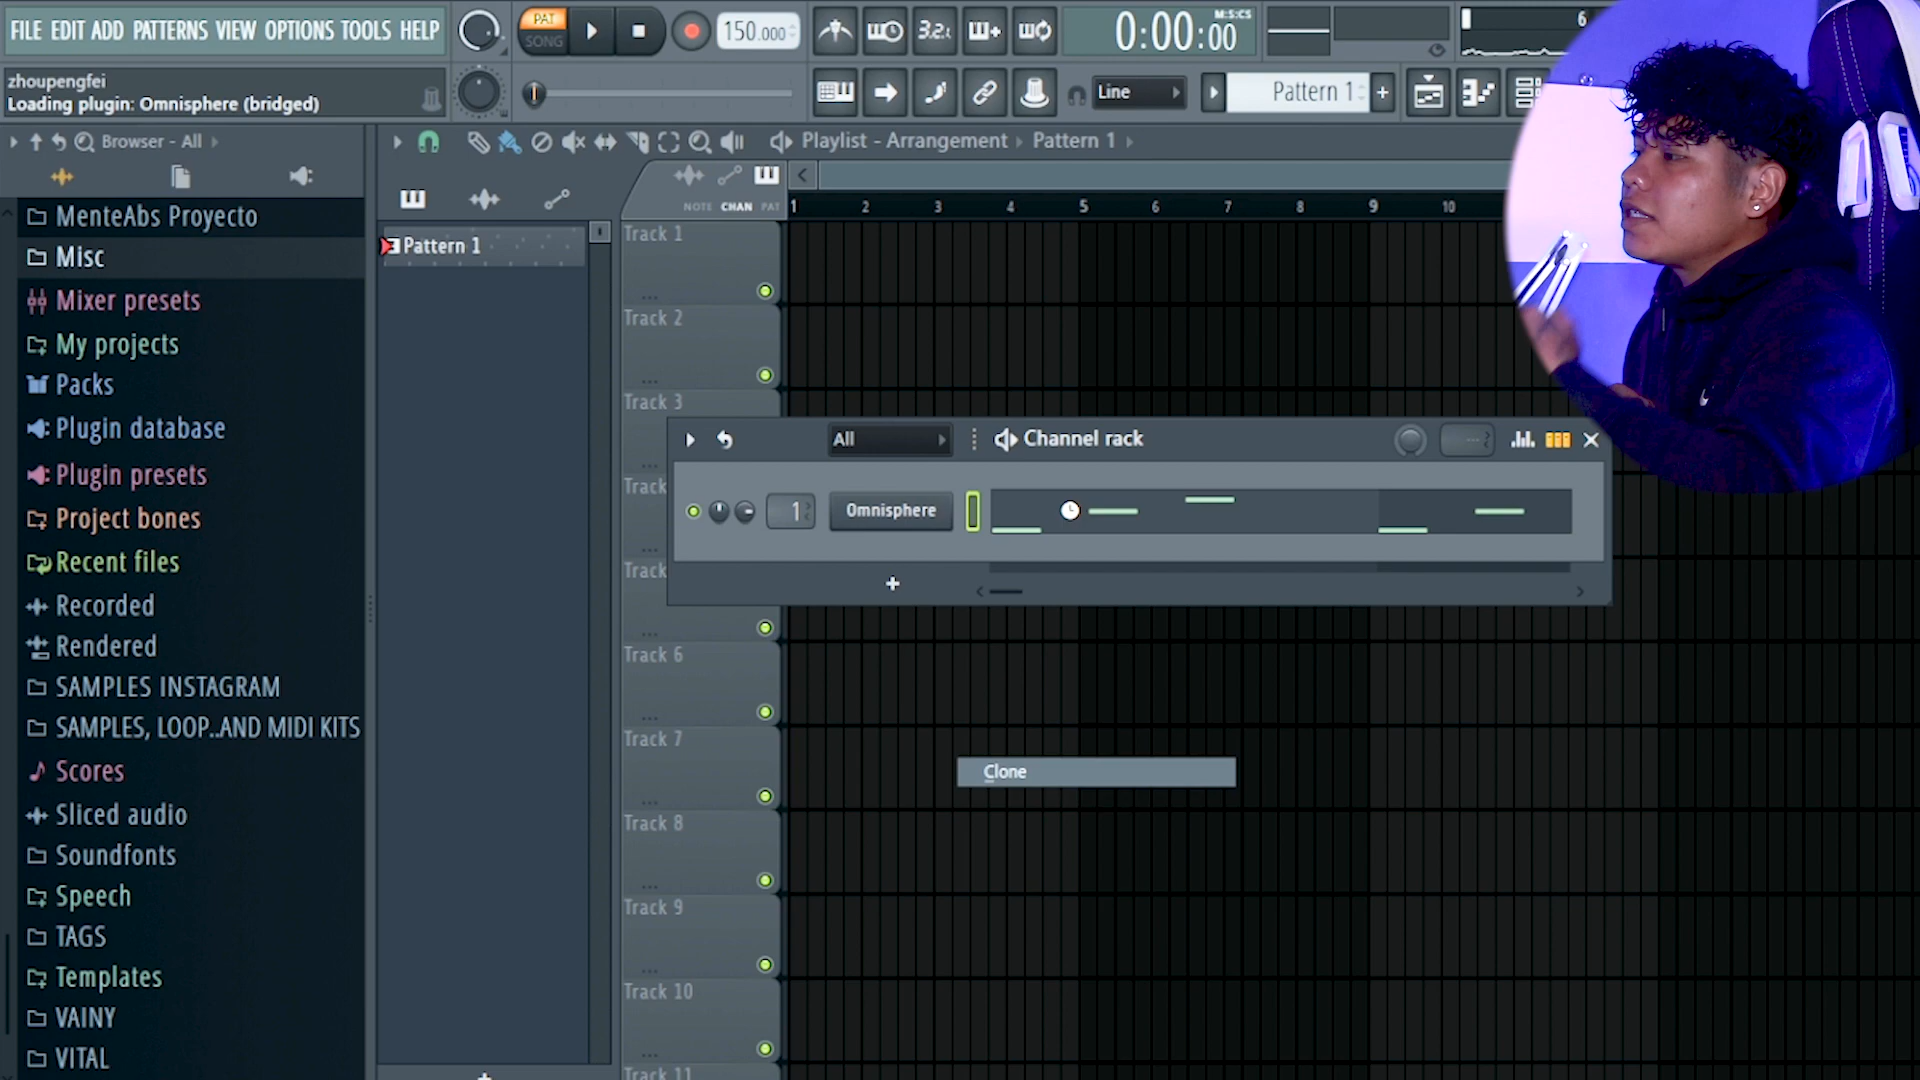 FILE EDIT ADD PATTERNS VIEW OPTIONS TOOLS HELP
PAT
SONG
150.000
3.2.
0:00:00
M:S:CS
6
zhoupengfei
Loading plugin: Omnisphere (bridged)
Line
Pattern 1
Browser - All
Playlist - Arrangement
Pattern 1
NOTE CHAN PAT
1 2 3 4 5 6 7 8 9 10
MenteAbs Proyecto
Misc
Mixer presets
My projects
Packs
Plugin database
Plugin presets
Project bones
Recent files
Recorded
Rendered
SAMPLES INSTAGRAM
SAMPLES, LOOP..AND MIDI KITS
Scores
Sliced audio
Soundfonts
Speech
TAGS
Templates
VAINY
VITAL
Pattern 1
Track 1
Track 2
Track 3
Track
Track
Track 6
Track 7
Track 8
Track 9
Track 10
Track 11
All
Channel rack
1
Omnisphere
Clone